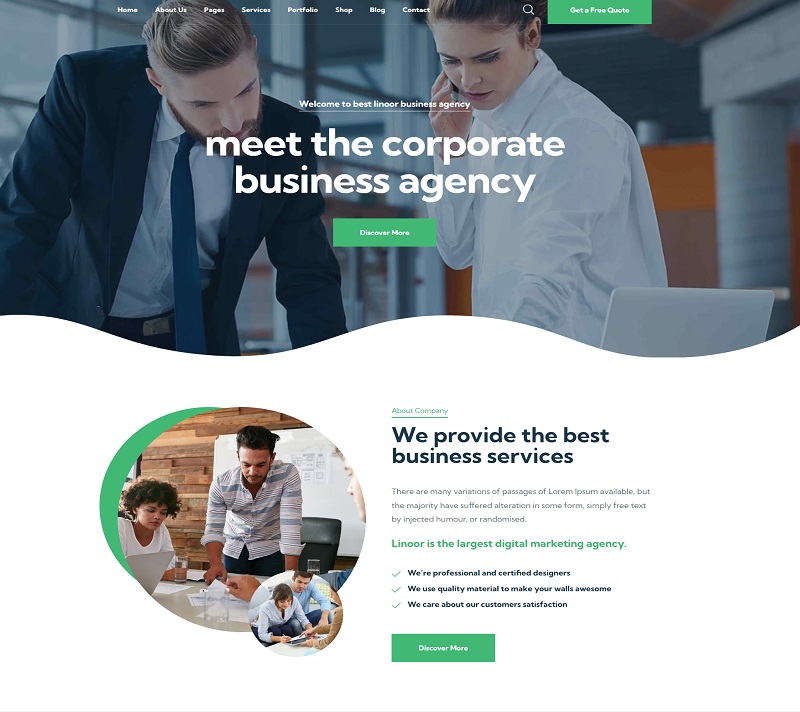 Home About Us Pages Services Portfolio Shop Blog Contact Get a Free Quote
Welcome to best linoor business agency
meet the corporate
business agency
Discover More
About Company
We provide the best
business services
There are many variations of passages of Lorem Ipsum available, but
the majority have suffered alteration in some form, simply free text
by injected humour, or randomised.
Linoor is the largest digital marketing agency.
We're professional and certified designers
We use quality material to make your walls awesome
We care about our customers satisfaction
Discover More